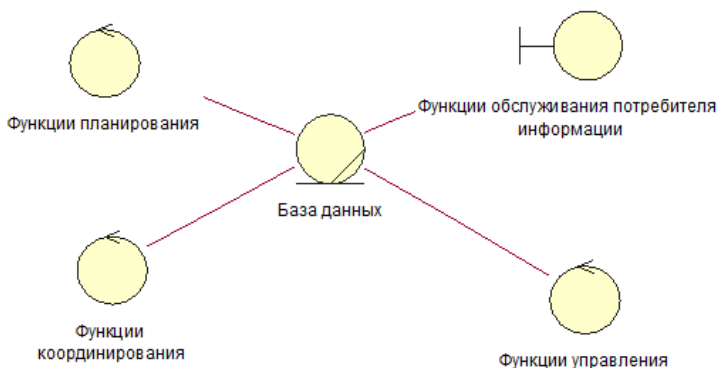 Функции планирования
Функции обслуживания потребителя
информации
База данных
Функции
координирования
Функции управления